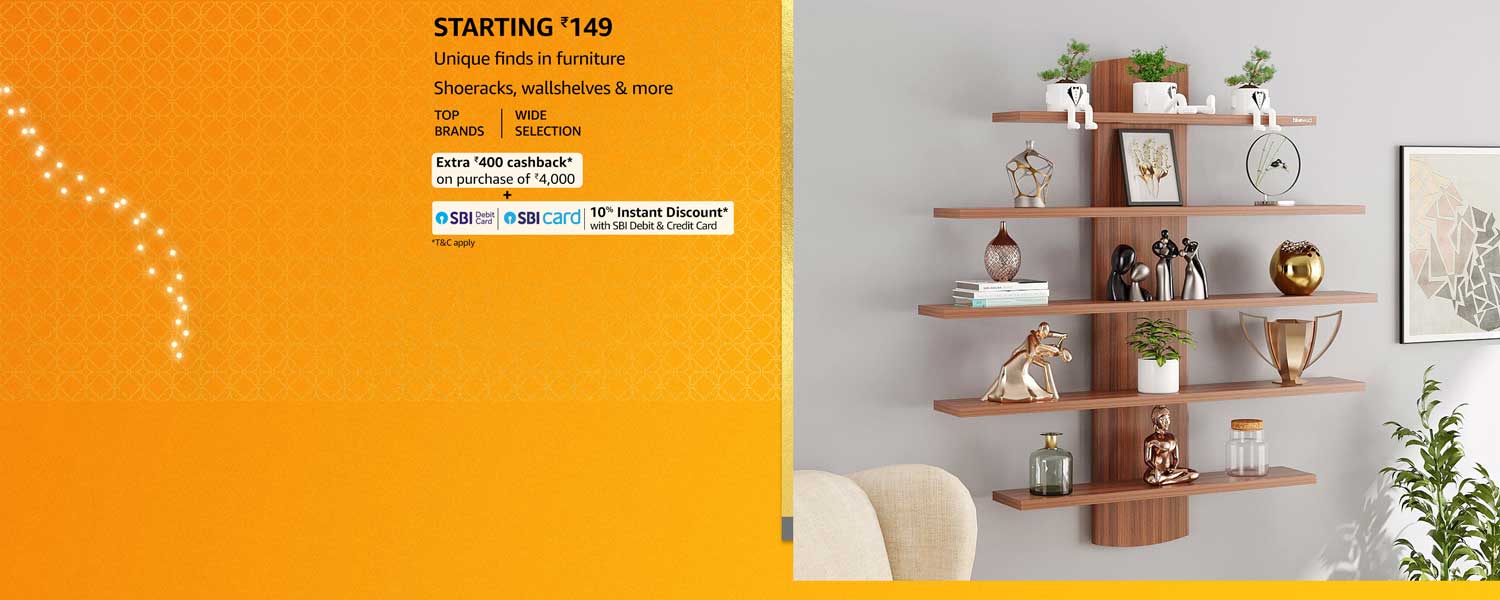 STARTING ₹149
Unique finds in furniture
Shoeracks, wallshelves & more
TOP
BRANDS
WIDE
SELECTION
Extra ₹400 cashback*
on purchase of ₹4,000
+
SBI Debit Card
SBI card
10% Instant Discount*
with SBI Debit & Credit Card
*T&C apply